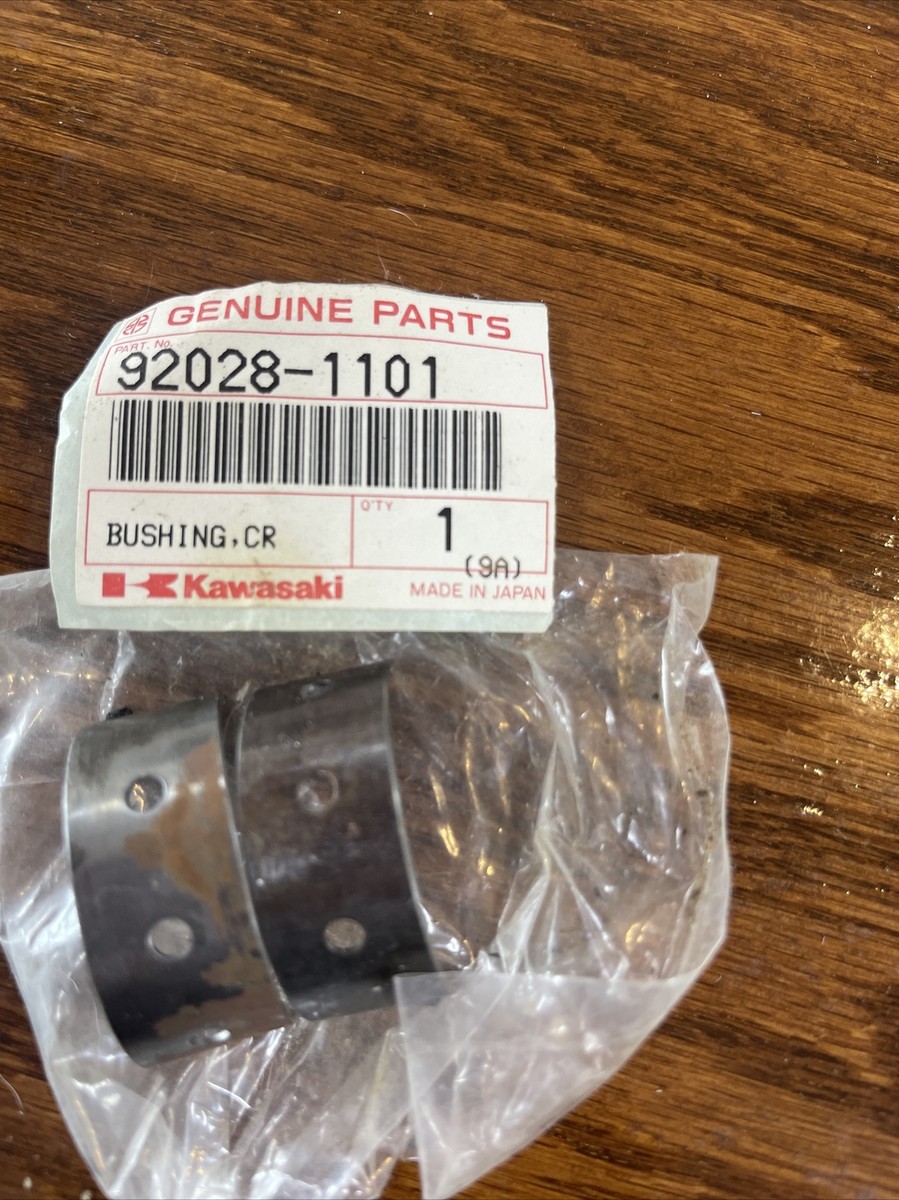 GENUINE PARTS
PART. No.
92028-1101
BUSHING,CR
Q'TY
1
(9A)
Kawasaki
MADE IN JAPAN